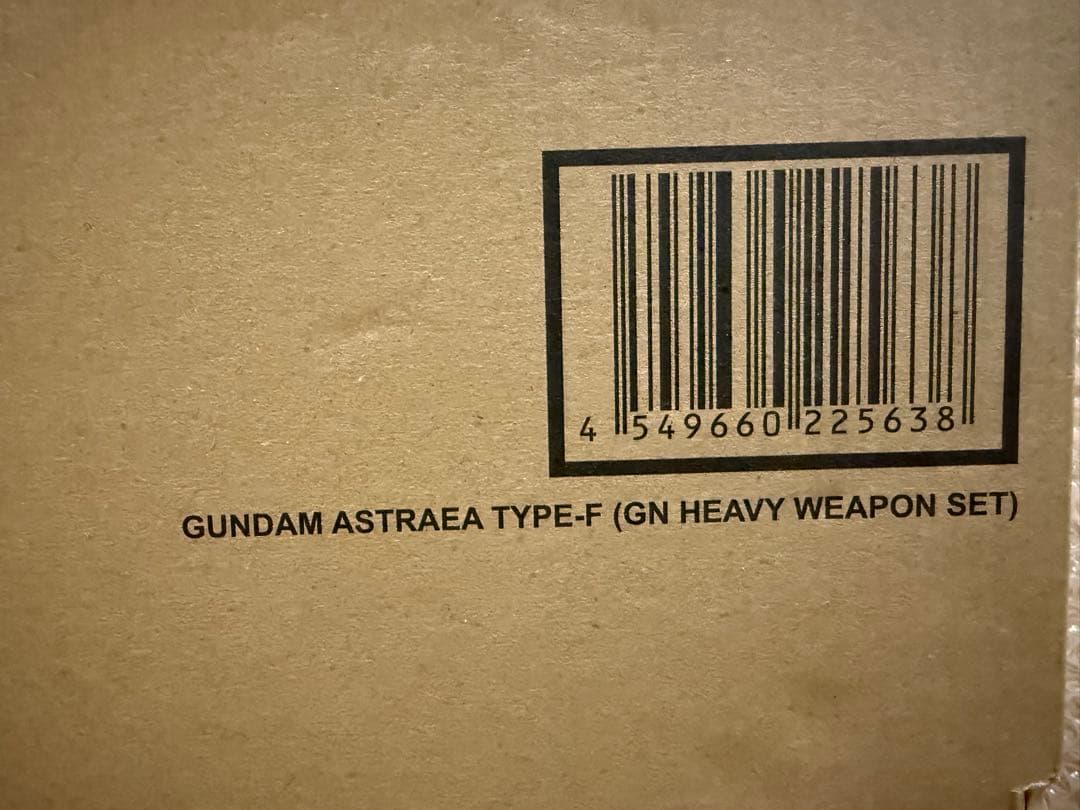 4 549660 225638
GUNDAM ASTRAEA TYPE-F (GN HEAVY WEAPON SET)